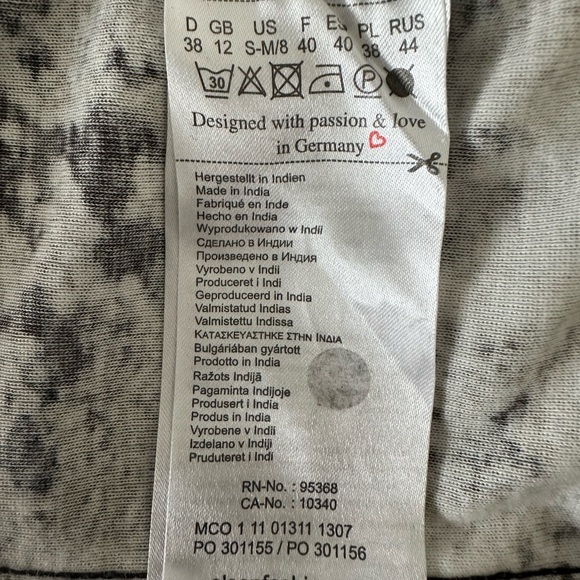 D GB US F ES PL RUS
38 12 S-M/8 40 40 38 44
30 P
Designed with passion & love
in Germany
Hergestellt in Indien
Made in India
Fabriqué en Inde
Hecho en India
Wyprodukowano w Indii
Сделано в Индии
Произведено в Индия
Vyrobeno v Indii
Produceret i Indi
Geproduceerd in India
Valmistatud Indias
Valmistettu Indissa
Κατασκευαστηκε στην Ινδια
Bulgáriában gyártott
Prodotto in India
Ražots Indijā
Pagaminta Indijoje
Produsert i India
Produs in India
Vyrobene v Indii
Izdelano v Indiji
Pruduteret i Indi
RN-No. : 95368
CA-No. : 10340
MCO 1 11 01311 1307
PO 301155 / PO 301156